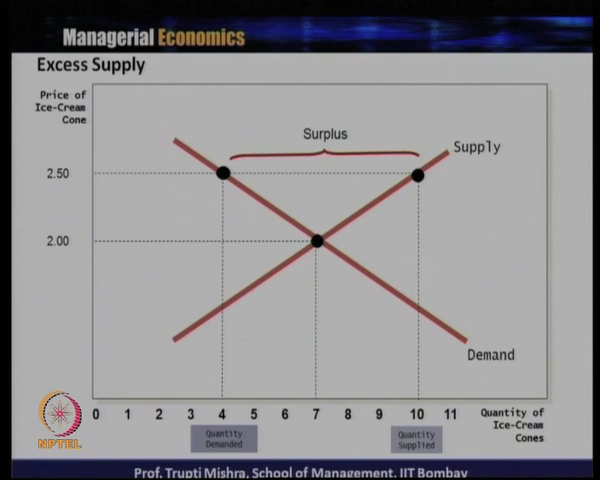 Managerial Economics
Excess Supply
Price of
Ice-Cream
Cone
Surplus
Supply
2.50
2.00
Demand
0 1 2 3 4 5 6 7 8 9 10 11
Quantity of
Ice-Cream
Cones
Quantity
Demanded
Quantity
Supplied
NPTEL
Prof. Trupti Mishra, School of Management, IIT Bombay